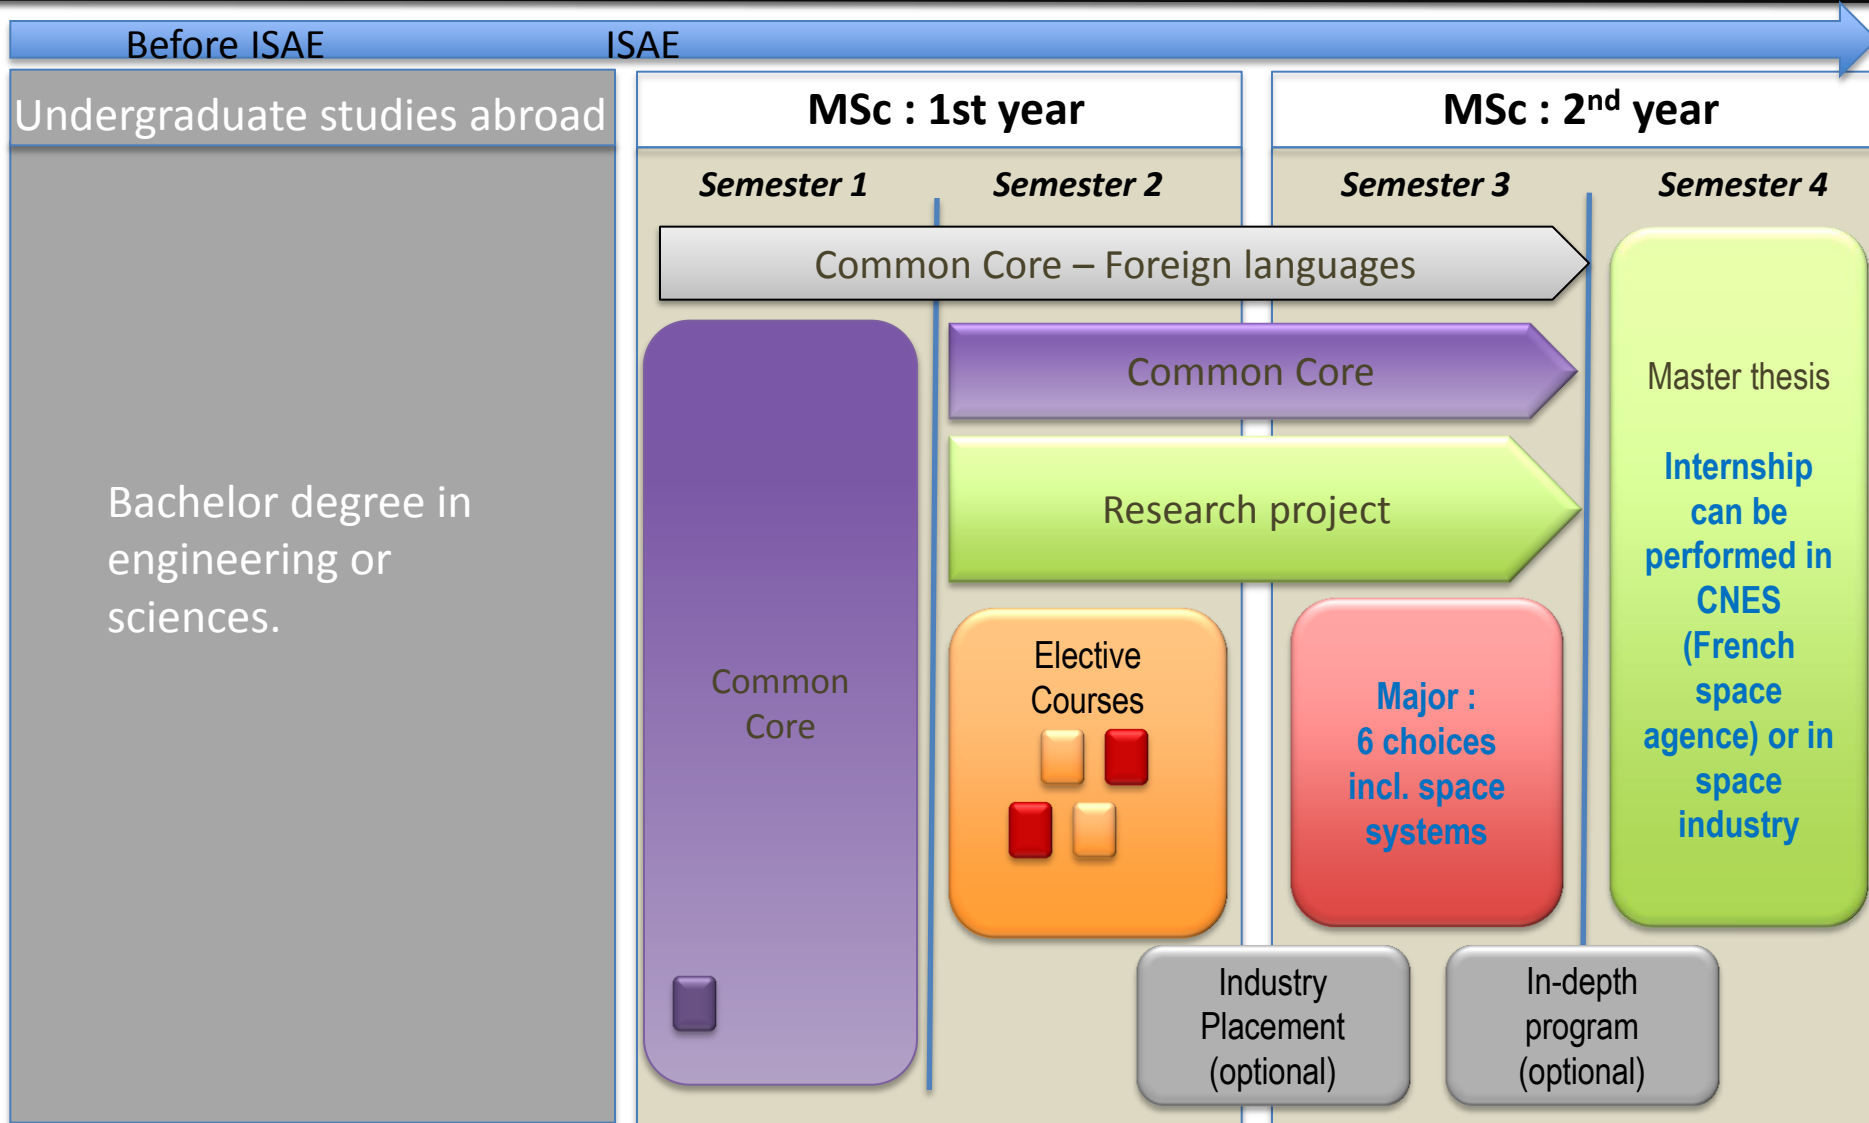 Before ISAE
ISAE
Undergraduate studies abroad
MSc : 1st year
MSc : 2nd year
Semester 1
Semester 2
Semester 3
Semester 4
Common Core – Foreign languages
Common Core
Research project
Bachelor degree in
engineering or
sciences.
Common
Core
Elective
Courses
Major :
6 choices
incl. space
systems
Master thesis
Internship
can be
performed in
CNES
(French
space
agence) or in
space
industry
Industry
Placement
(optional)
In-depth
program
(optional)